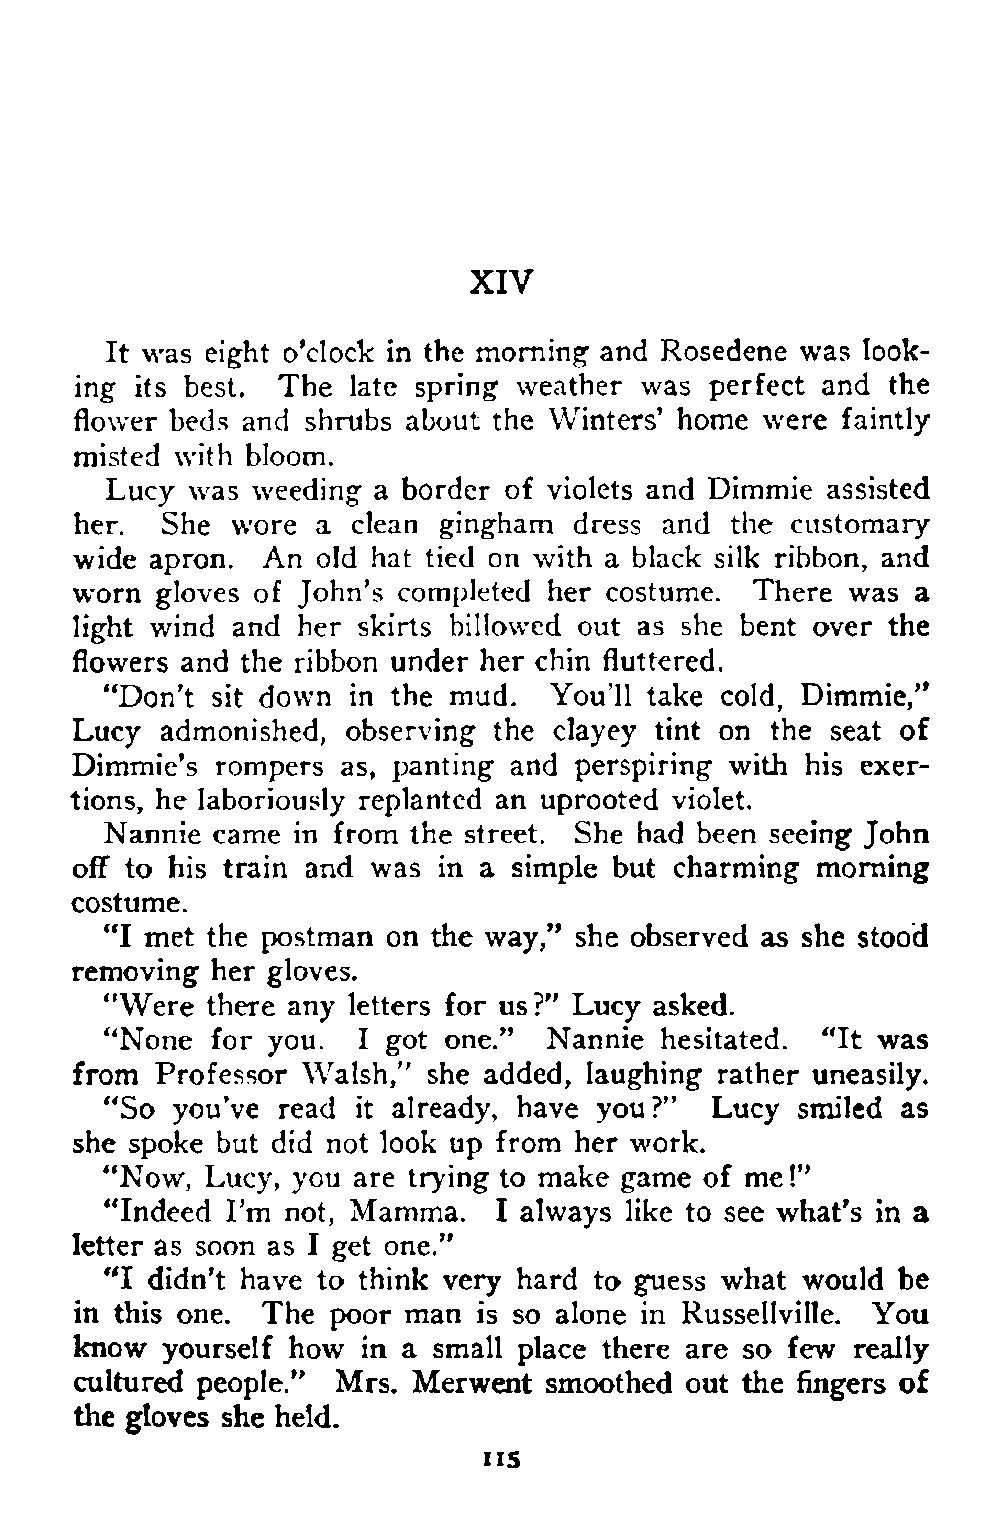 XIV
It was eight o'clock in the morning and Rosedene was look-
ing its best. The late spring weather was perfect and the
flower beds and shrubs about the Winters' home were faintly
misted with bloom.
Lucy was weeding a border of violets and Dimmie assisted
her. She wore a clean gingham dress and the customary
wide apron. An old hat tied on with a black silk ribbon, and
worn gloves of John's completed her costume. There was a
light wind and her skirts billowed out as she bent over the
flowers and the ribbon under her chin fluttered.
"Don't sit down in the mud. You'll take cold, Dimmie,"
Lucy admonished, observing the clayey tint on the seat of
Dimmie's rompers as, panting and perspiring with his exer-
tions, he laboriously replanted an uprooted violet.
Nannie came in from the street. She had been seeing John
off to his train and was in a simple but charming morning
costume.
"I met the postman on the way," she observed as she stood
removing her gloves.
"Were there any letters for us?" Lucy asked.
"None for you. I got one." Nannie hesitated. "It was
from Professor Walsh," she added, laughing rather uneasily.
"So you've read it already, have you?" Lucy smiled as
she spoke but did not look up from her work.
"Now, Lucy, you are trying to make game of me!"
"Indeed I'm not, Mamma. I always like to see what's in a
letter as soon as I get one."
"I didn't have to think very hard to guess what would be
in this one. The poor man is so alone in Russellville. You
know yourself how in a small place there are so few really
cultured people." Mrs. Merwent smoothed out the fingers of
the gloves she held.
115